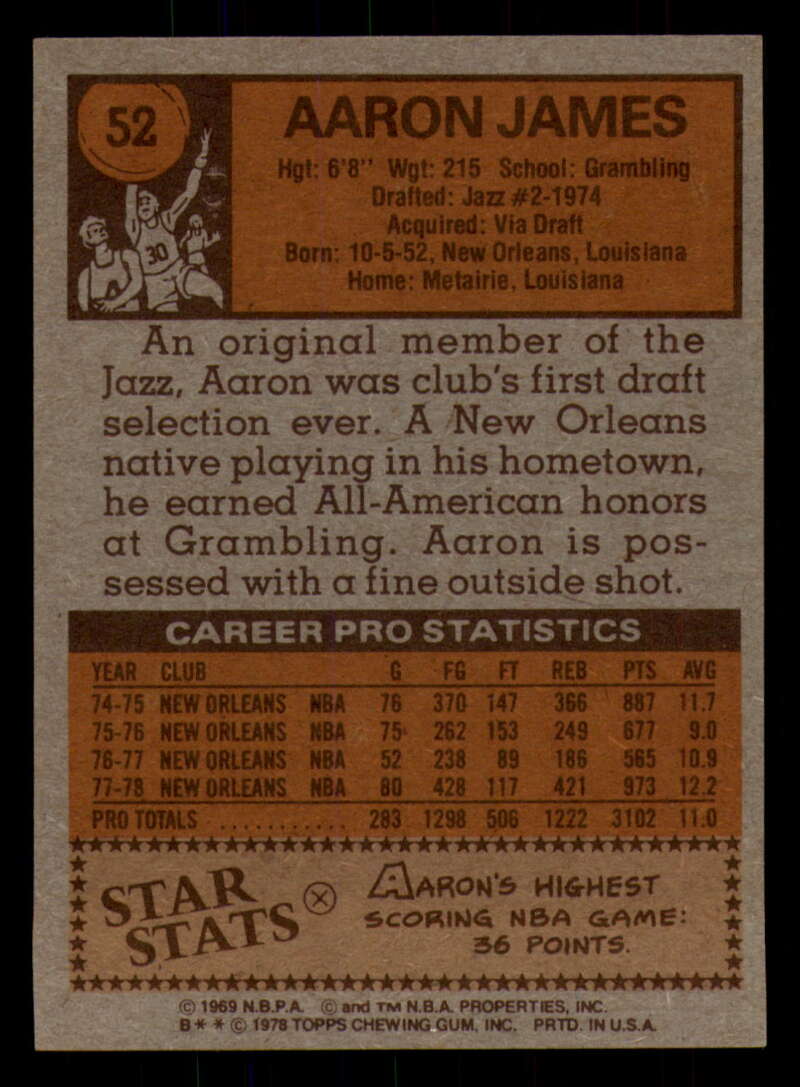 52
AARON JAMES
Hgt: 6'8" Wgt: 215 School: Grambling
Drafted: Jazz #2-1974
Acquired: Via Draft
Born: 10-5-52, New Orleans, Louisiana
Home: Metairie, Louisiana
30
An original member of the
Jazz, Aaron was club's first draft
selection ever. A New Orleans
native playing in his hometown,
he earned All-American honors
at Grambling. Aaron is pos-
sessed with a fine outside shot.
CAREER PRO STATISTICS
YEAR CLUB G FG FT REB PTS AVG
74-75 NEW ORLEANS NBA 76 370 147 366 887 11.7
75-76 NEW ORLEANS NBA 75 262 153 249 677 9.0
76-77 NEW ORLEANS NBA 52 238 89 186 565 10.9
77-78 NEW ORLEANS NBA 80 428 117 421 973 12.2
PRO TOTALS ........... 283 1298 506 1222 3102 11.0
STAR
STATS
AARON'S HIGHEST
SCORING NBA GAME:
36 POINTS.
© 1969 N.B.P.A. © and TM N.B.A. PROPERTIES, INC.
B * * © 1978 TOPPS CHEWING GUM, INC. PRTD. IN U.S.A.